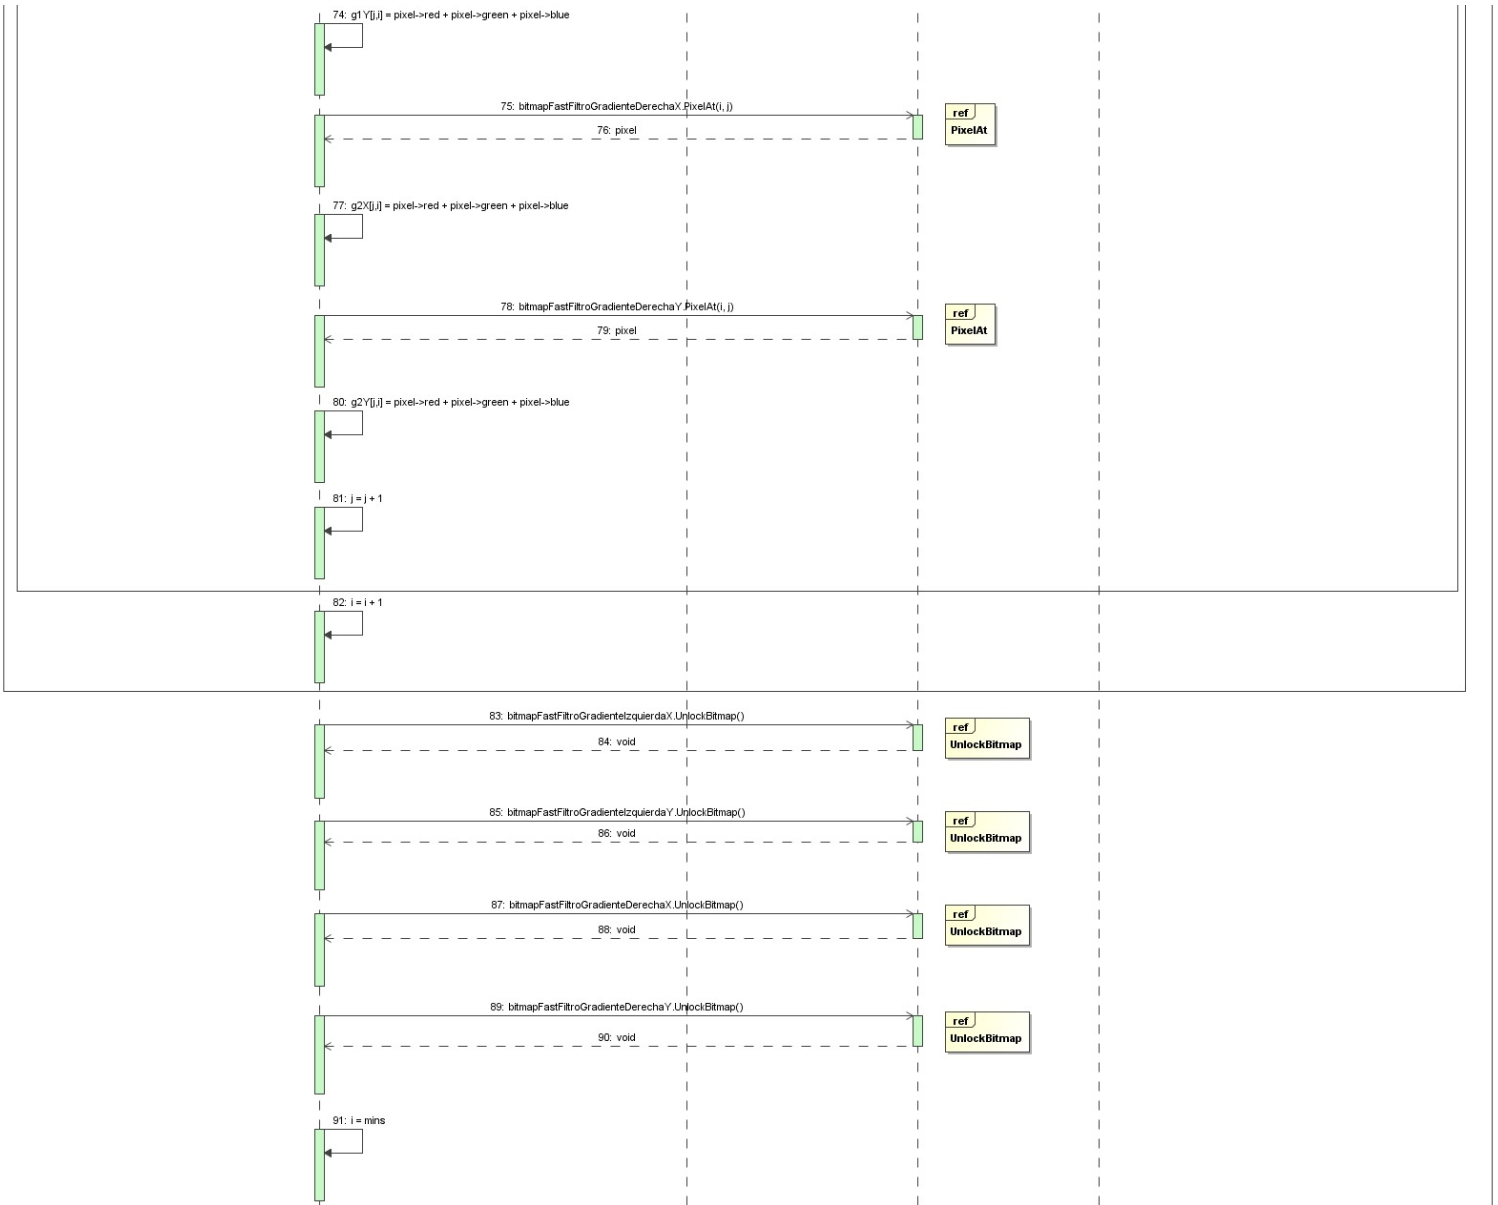 74: g1Y[j,i] = pixel->red + pixel->green + pixel->blue
75: bitmapFastFiltroGradienteDerechaX.PixelAt(i, j)
ref
PixelAt
76: pixel
77: g2X[j,i] = pixel->red + pixel->green + pixel->blue
78: bitmapFastFiltroGradienteDerechaY.PixelAt(i, j)
ref
PixelAt
79: pixel
80: g2Y[j,i] = pixel->red + pixel->green + pixel->blue
81: j = j + 1
82: i = i + 1
83: bitmapFastFiltroGradienteIzquierdaX.UnlockBitmap()
ref
UnlockBitmap
84: void
85: bitmapFastFiltroGradienteIzquierdaY.UnlockBitmap()
ref
UnlockBitmap
86: void
87: bitmapFastFiltroGradienteDerechaX.UnlockBitmap()
ref
UnlockBitmap
88: void
89: bitmapFastFiltroGradienteDerechaY.UnlockBitmap()
ref
UnlockBitmap
90: void
91: i = mins